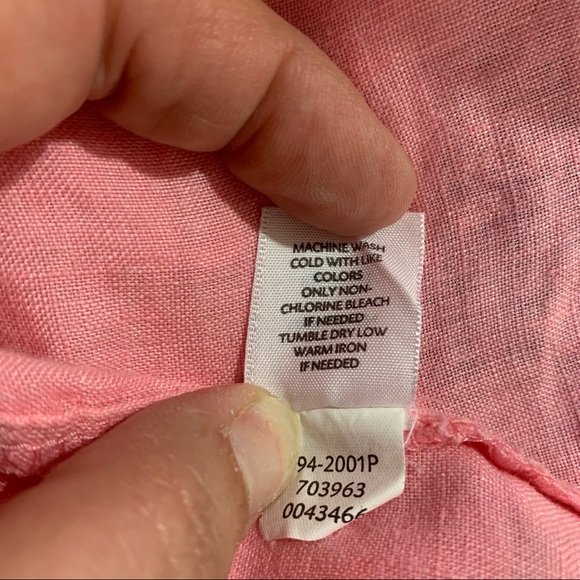 MACHINE WASH
COLD WITH LIKE
COLORS
ONLY NON-
CHLORINE BLEACH
IF NEEDED
TUMBLE DRY LOW
WARM IRON
IF NEEDED
94-2001P
703963
0043466